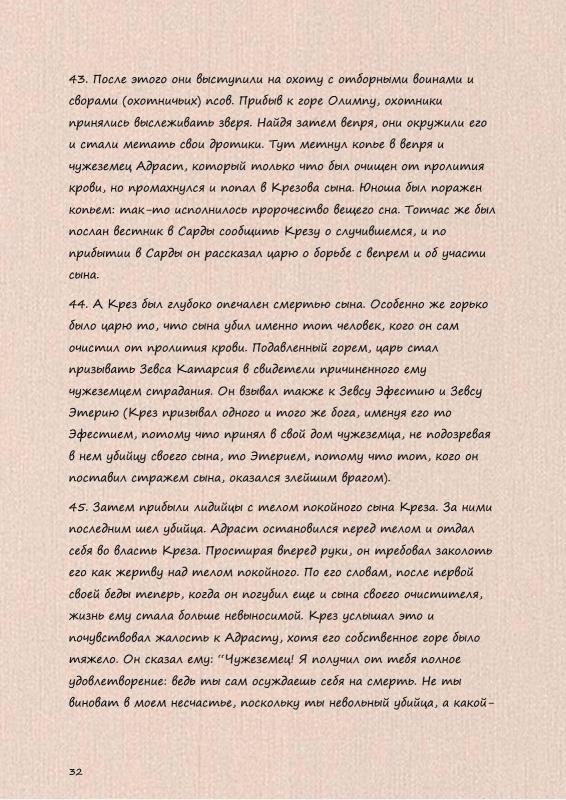 43. После этого они выступили на охоту с отборными воинами и
сворами (охотничьих) псов. Прибыв к горе Олимпу, охотники
принялись выслеживать зверя. Найдя затем вепря, они окружили его
и стали метать свои дротики. Тут метнул копье в вепря и
чужеземец Адраст, который только что был очищен от пролития
крови, но промахнулся и попал в Крезова сына. Юноша был поражен
копьем: так-то исполнилось пророчество вещего сна. Тотчас же был
послан вестник в Сарды сообщить Крезу о случившемся, и по
прибытии в Сарды он рассказал царю о борьбе с вепрем и об участи
сына.
44. А Крез был глубоко опечален смертью сына. Особенно же горько
было царю то, что сына убил именно тот человек, кого он сам
очистил от пролития крови. Подавленный горем, царь стал
призывать Зевса Катарсия в свидетели причиненного ему
чужеземцем страдания. Он взывал также к Зевсу Эфестию и Зевсу
Этерию (Крез призывал одного и того же бога, именуя его то
Эфестием, потому что принял в свой дом чужеземца, не подозревая
в нем убийцу своего сына, то Этерием, потому что тот, кого он
поставил стражем сына, оказался злейшим врагом).
45. Затем прибыли лидийцы с телом покойного сына Креза. За ними
последним шел убийца. Адраст остановился перед телом и отдал
себя во власть Креза. Простирая вперед руки, он требовал заколоть
его как жертву над телом покойного. По его словам, после первой
своей беды теперь, когда он погубил еще и сына своего очистителя,
жизнь ему стала больше невыносимой. Крез услышал это и
почувствовал жалость к Адрасту, хотя его собственное горе было
тяжело. Он сказал ему: “Чужеземец! Я получил от тебя полное
удовлетворение: ведь ты сам осуждаешь себя на смерть. Не ты
виноват в моем несчастье, поскольку ты невольный убийца, а какой-
32